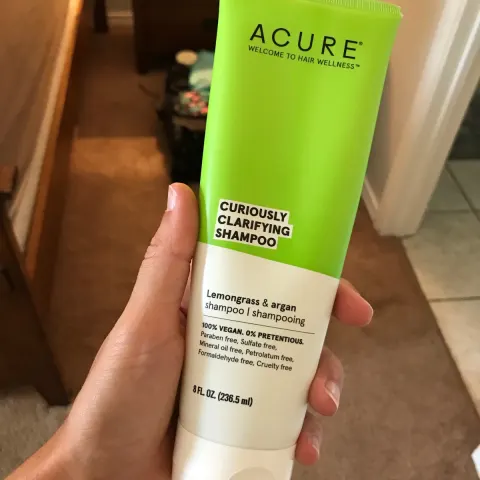 ACURE®
WELCOME TO HAIR WELLNESS™
CURIOUSLY
CLARIFYING
SHAMPOO
Lemongrass & argan
shampoo | shampooing
100% VEGAN. 0% PRETENTIOUS.
Paraben free, Sulfate free,
Mineral oil free, Petrolatum free,
Formaldehyde free, Cruelty free
8 FL. OZ. (236.5 ml)